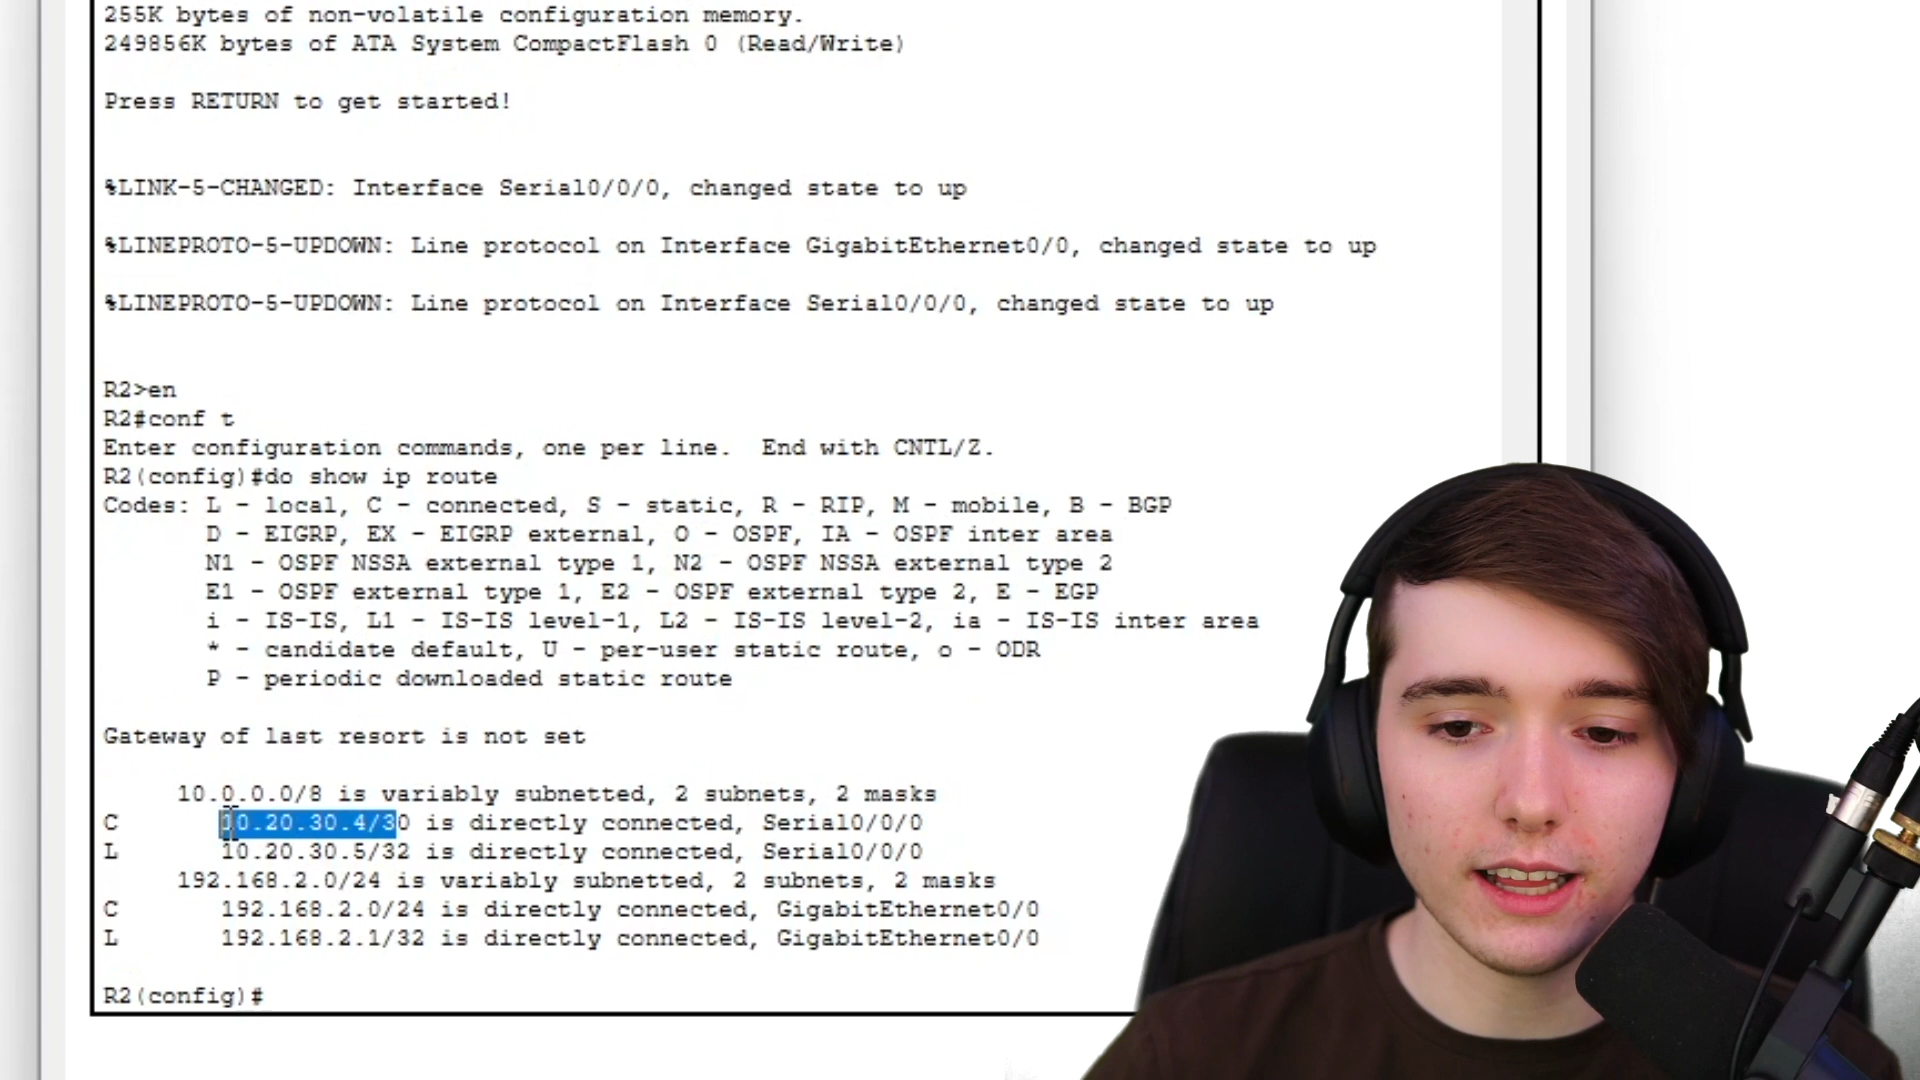 255K bytes of non-volatile configuration memory.
249856K bytes of ATA System CompactFlash 0 (Read/Write)
Press RETURN to get started!
%LINK-5-CHANGED: Interface Serial0/0/0, changed state to up
%LINEPROTO-5-UPDOWN: Line protocol on Interface GigabitEthernet0/0, changed state to up
%LINEPROTO-5-UPDOWN: Line protocol on Interface Serial0/0/0, changed state to up
R2>en
R2#conf t
Enter configuration commands, one per line.  End with CNTL/Z.
R2(config)#do show ip route
Codes: L - local, C - connected, S - static, R - RIP, M - mobile, B - BGP
       D - EIGRP, EX - EIGRP external, O - OSPF, IA - OSPF inter area
       N1 - OSPF NSSA external type 1, N2 - OSPF NSSA external type 2
       E1 - OSPF external type 1, E2 - OSPF external type 2, E - EGP
       i - IS-IS, L1 - IS-IS level-1, L2 - IS-IS level-2, ia - IS-IS inter area
       * - candidate default, U - per-user static route, o - ODR
       P - periodic downloaded static route
Gateway of last resort is not set
     10.0.0.0/8 is variably subnetted, 2 subnets, 2 masks
C       10.20.30.4/30 is directly connected, Serial0/0/0
L       10.20.30.5/32 is directly connected, Serial0/0/0
     192.168.2.0/24 is variably subnetted, 2 subnets, 2 masks
C       192.168.2.0/24 is directly connected, GigabitEthernet0/0
L       192.168.2.1/32 is directly connected, GigabitEthernet0/0
R2(config)#